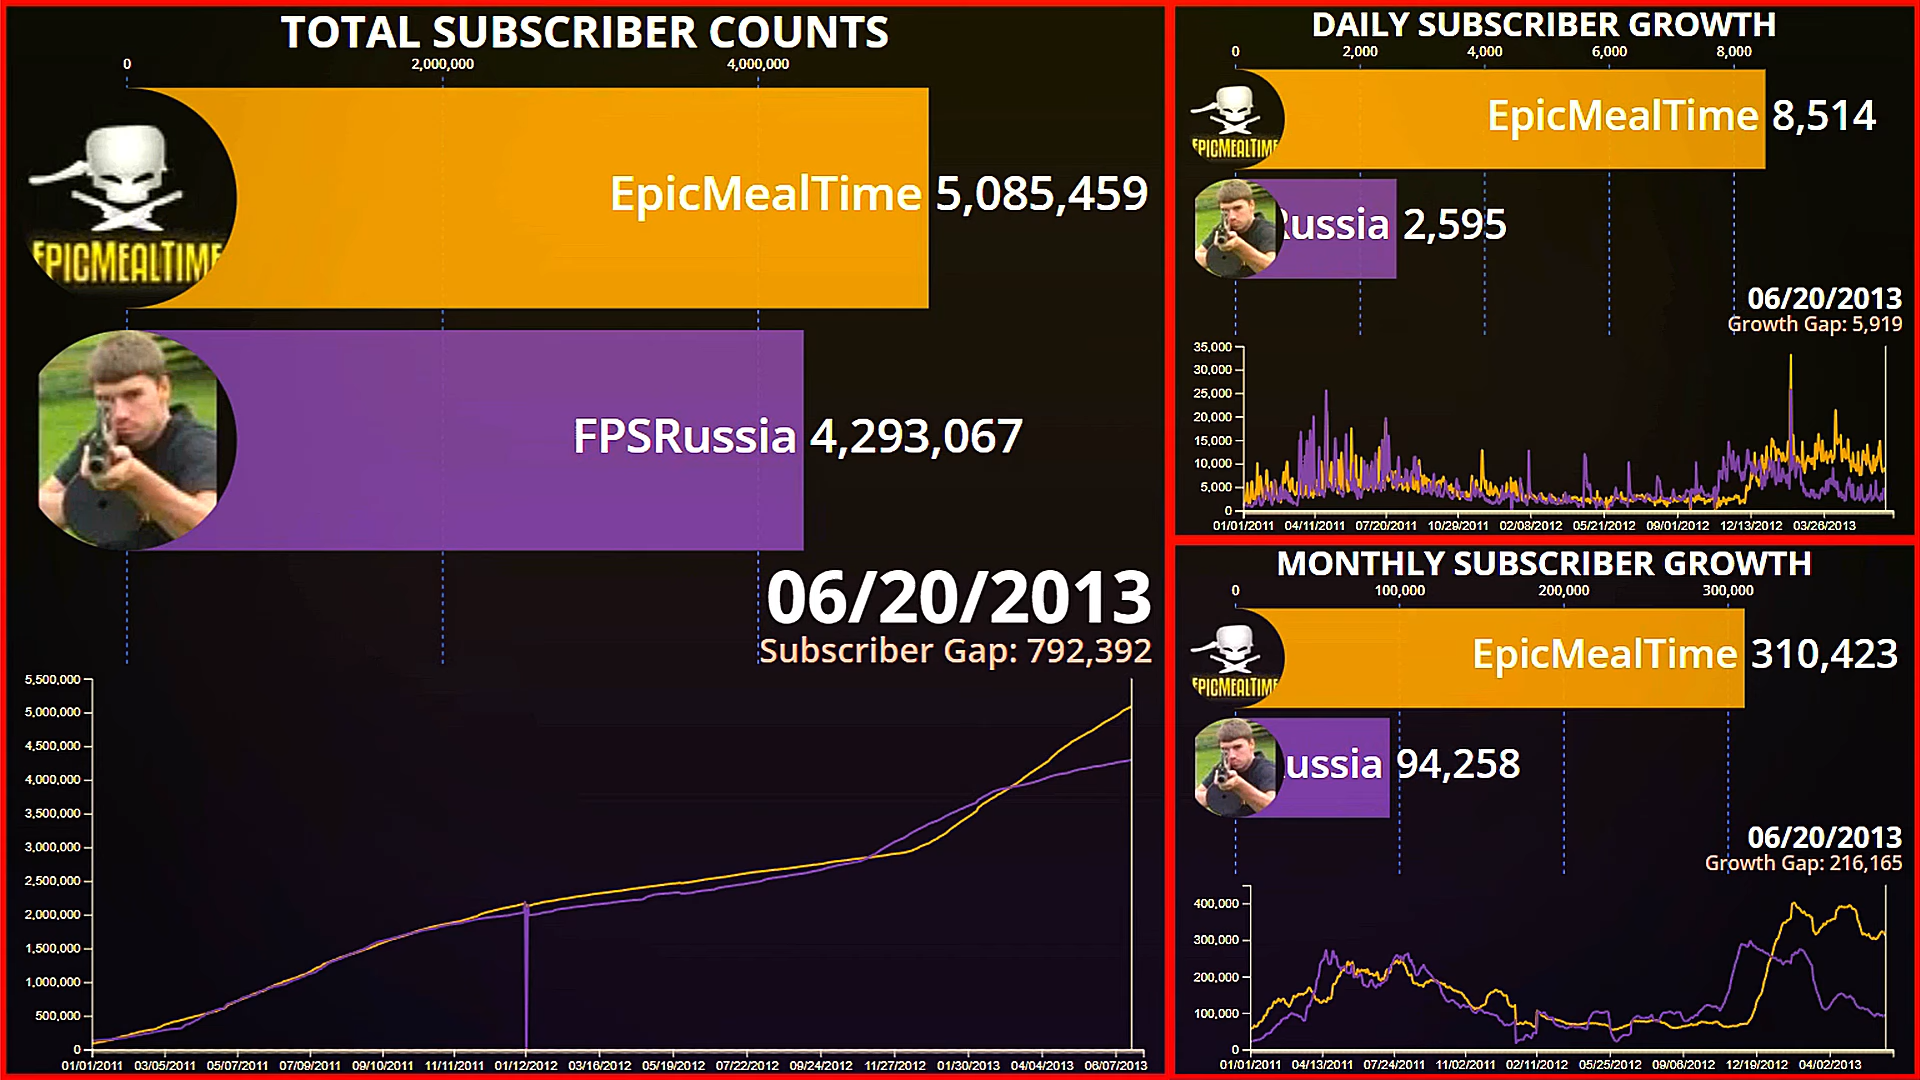 TOTAL SUBSCRIBER COUNTS
0 2,000,000 4,000,000
EPICMEALTIME
EpicMealTime 5,085,459
FPSRussia 4,293,067
06/20/2013
Subscriber Gap: 792,392
5,500,000
5,000,000
4,500,000
4,000,000
3,500,000
3,000,000
2,500,000
2,000,000
1,500,000
1,000,000
500,000
0
01/01/2011 03/05/2011 05/07/2011 07/09/2011 09/10/2011 11/11/2011 01/12/2012 03/16/2012 05/19/2012 07/22/2012 09/24/2012 11/27/2012 01/30/2013 04/04/2013 06/07/2013
DAILY SUBSCRIBER GROWTH
0 2,000 4,000 6,000 8,000
EPICMEALTIME
EpicMealTime 8,514
Russia 2,595
06/20/2013
Growth Gap: 5,919
35,000
30,000
25,000
20,000
15,000
10,000
5,000
0
01/01/2011 04/11/2011 07/20/2011 10/29/2011 02/08/2012 05/21/2012 09/01/2012 12/13/2012 03/26/2013
MONTHLY SUBSCRIBER GROWTH
0 100,000 200,000 300,000
EPICMEALTIME
EpicMealTime 310,423
ussia 94,258
06/20/2013
Growth Gap: 216,165
400,000
300,000
200,000
100,000
0
01/01/2011 04/13/2011 07/24/2011 11/02/2011 02/11/2012 05/25/2012 09/06/2012 12/19/2012 04/02/2013